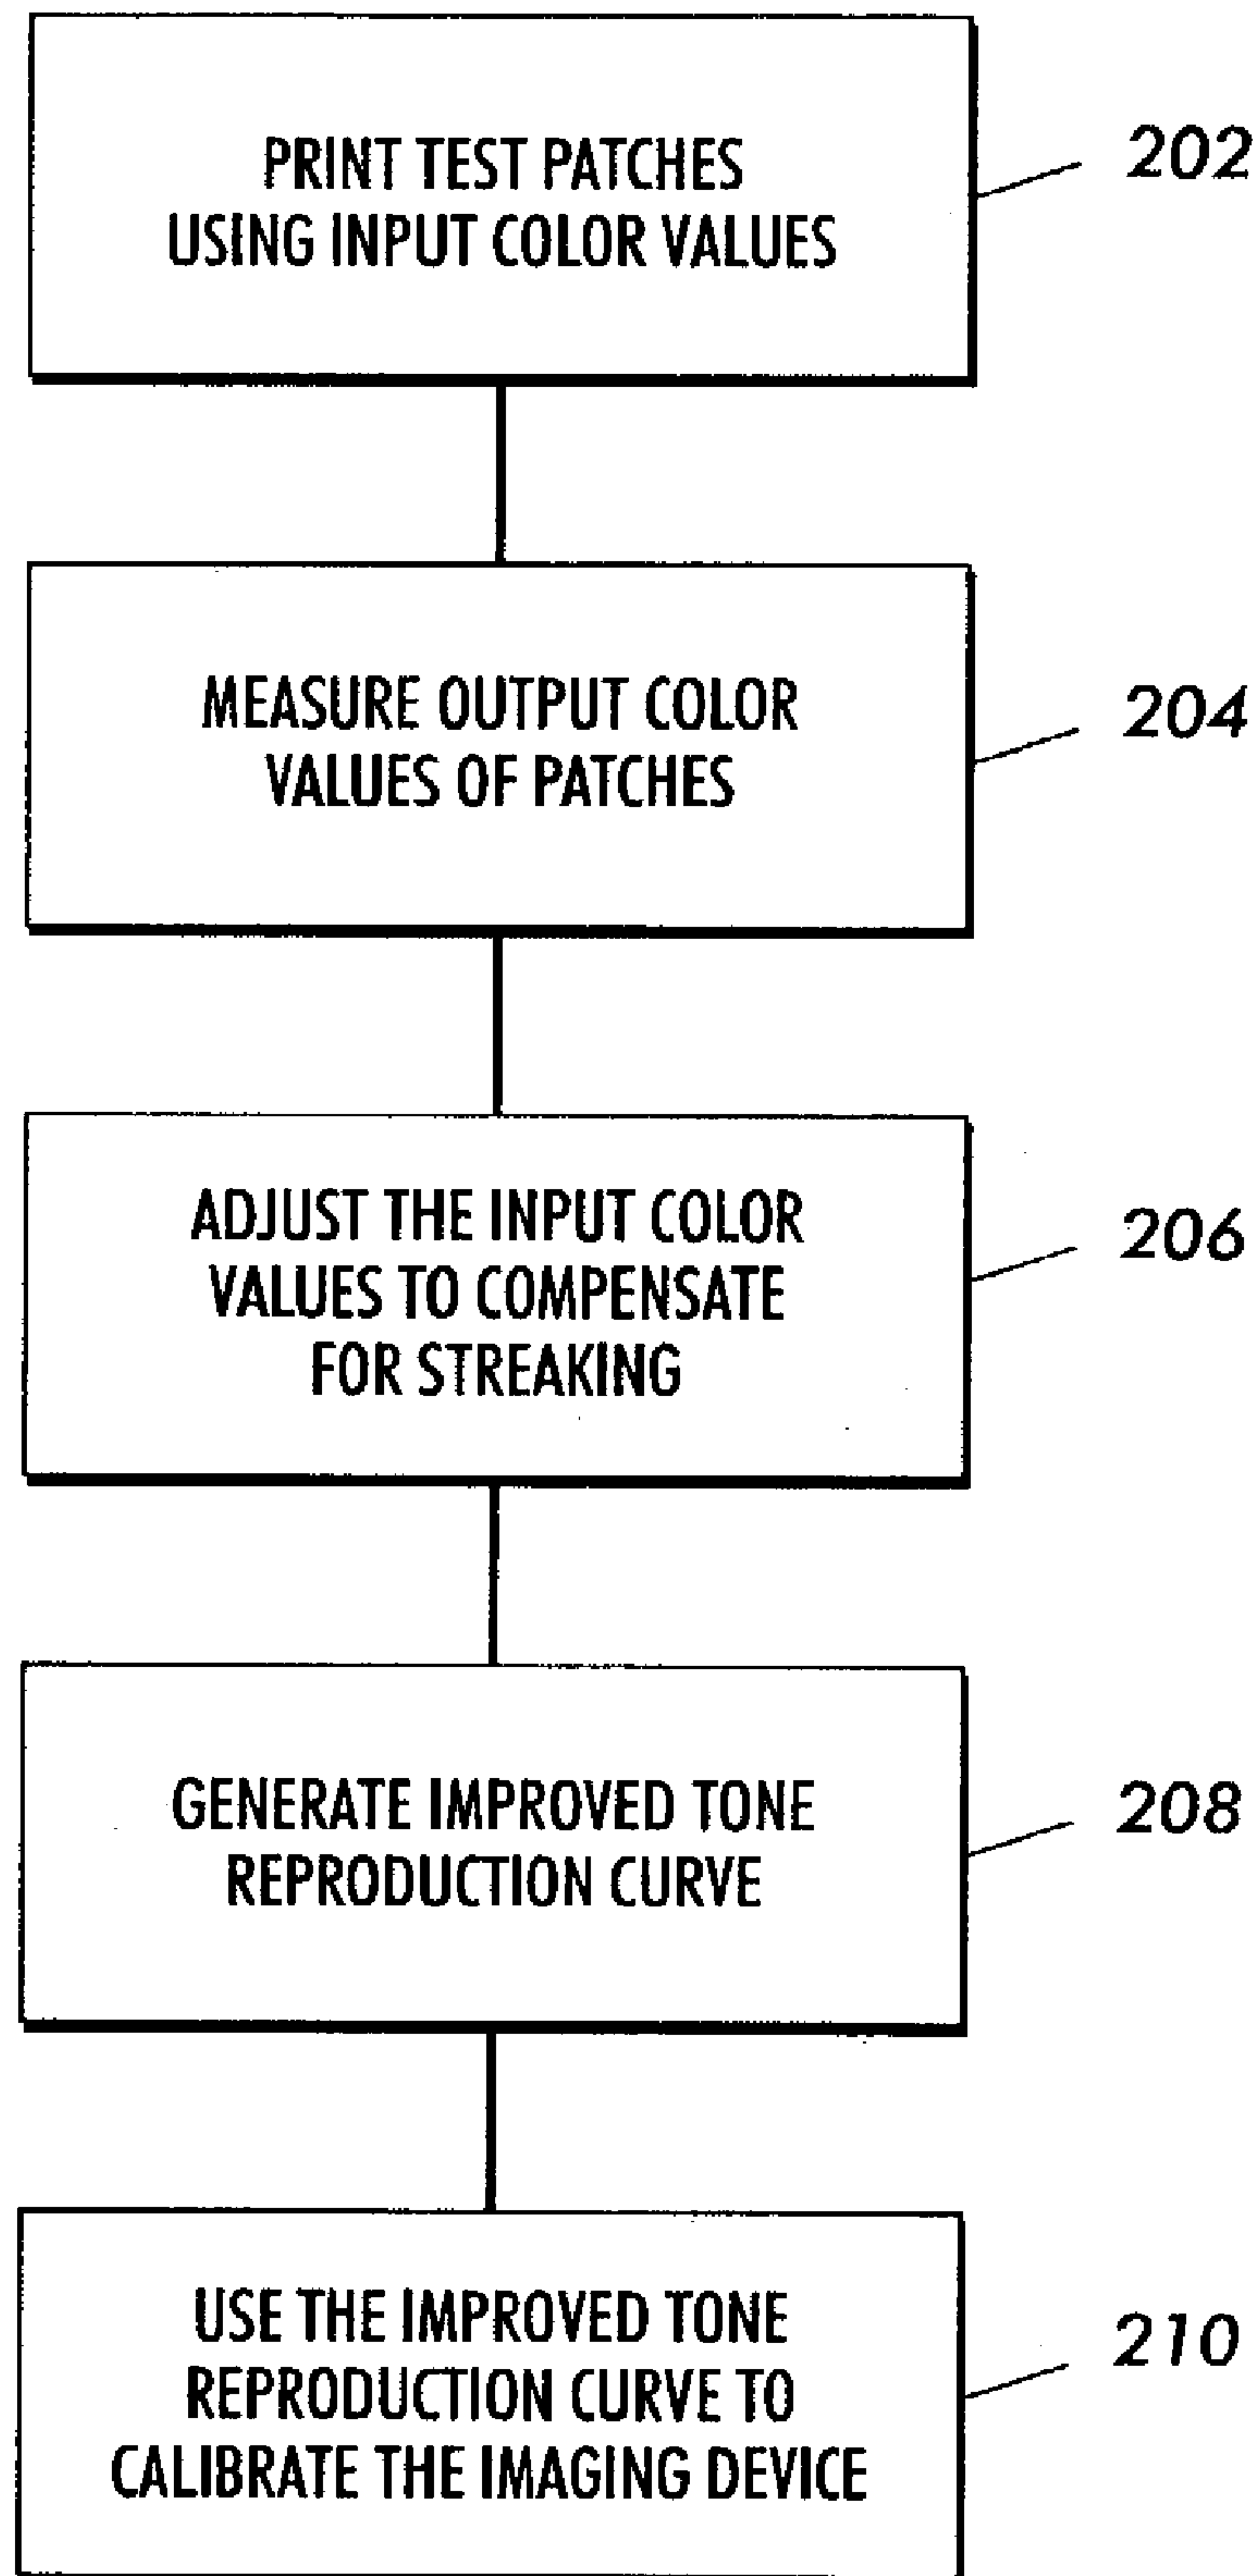 PRINT TEST PATCHES
USING INPUT COLOR VALUES
202
MEASURE OUTPUT COLOR
VALUES OF PATCHES
204
ADJUST THE INPUT COLOR
VALUES TO COMPENSATE
FOR STREAKING
206
GENERATE IMPROVED TONE
REPRODUCTION CURVE
208
USE THE IMPROVED TONE
REPRODUCTION CURVE TO
CALIBRATE THE IMAGING DEVICE
210